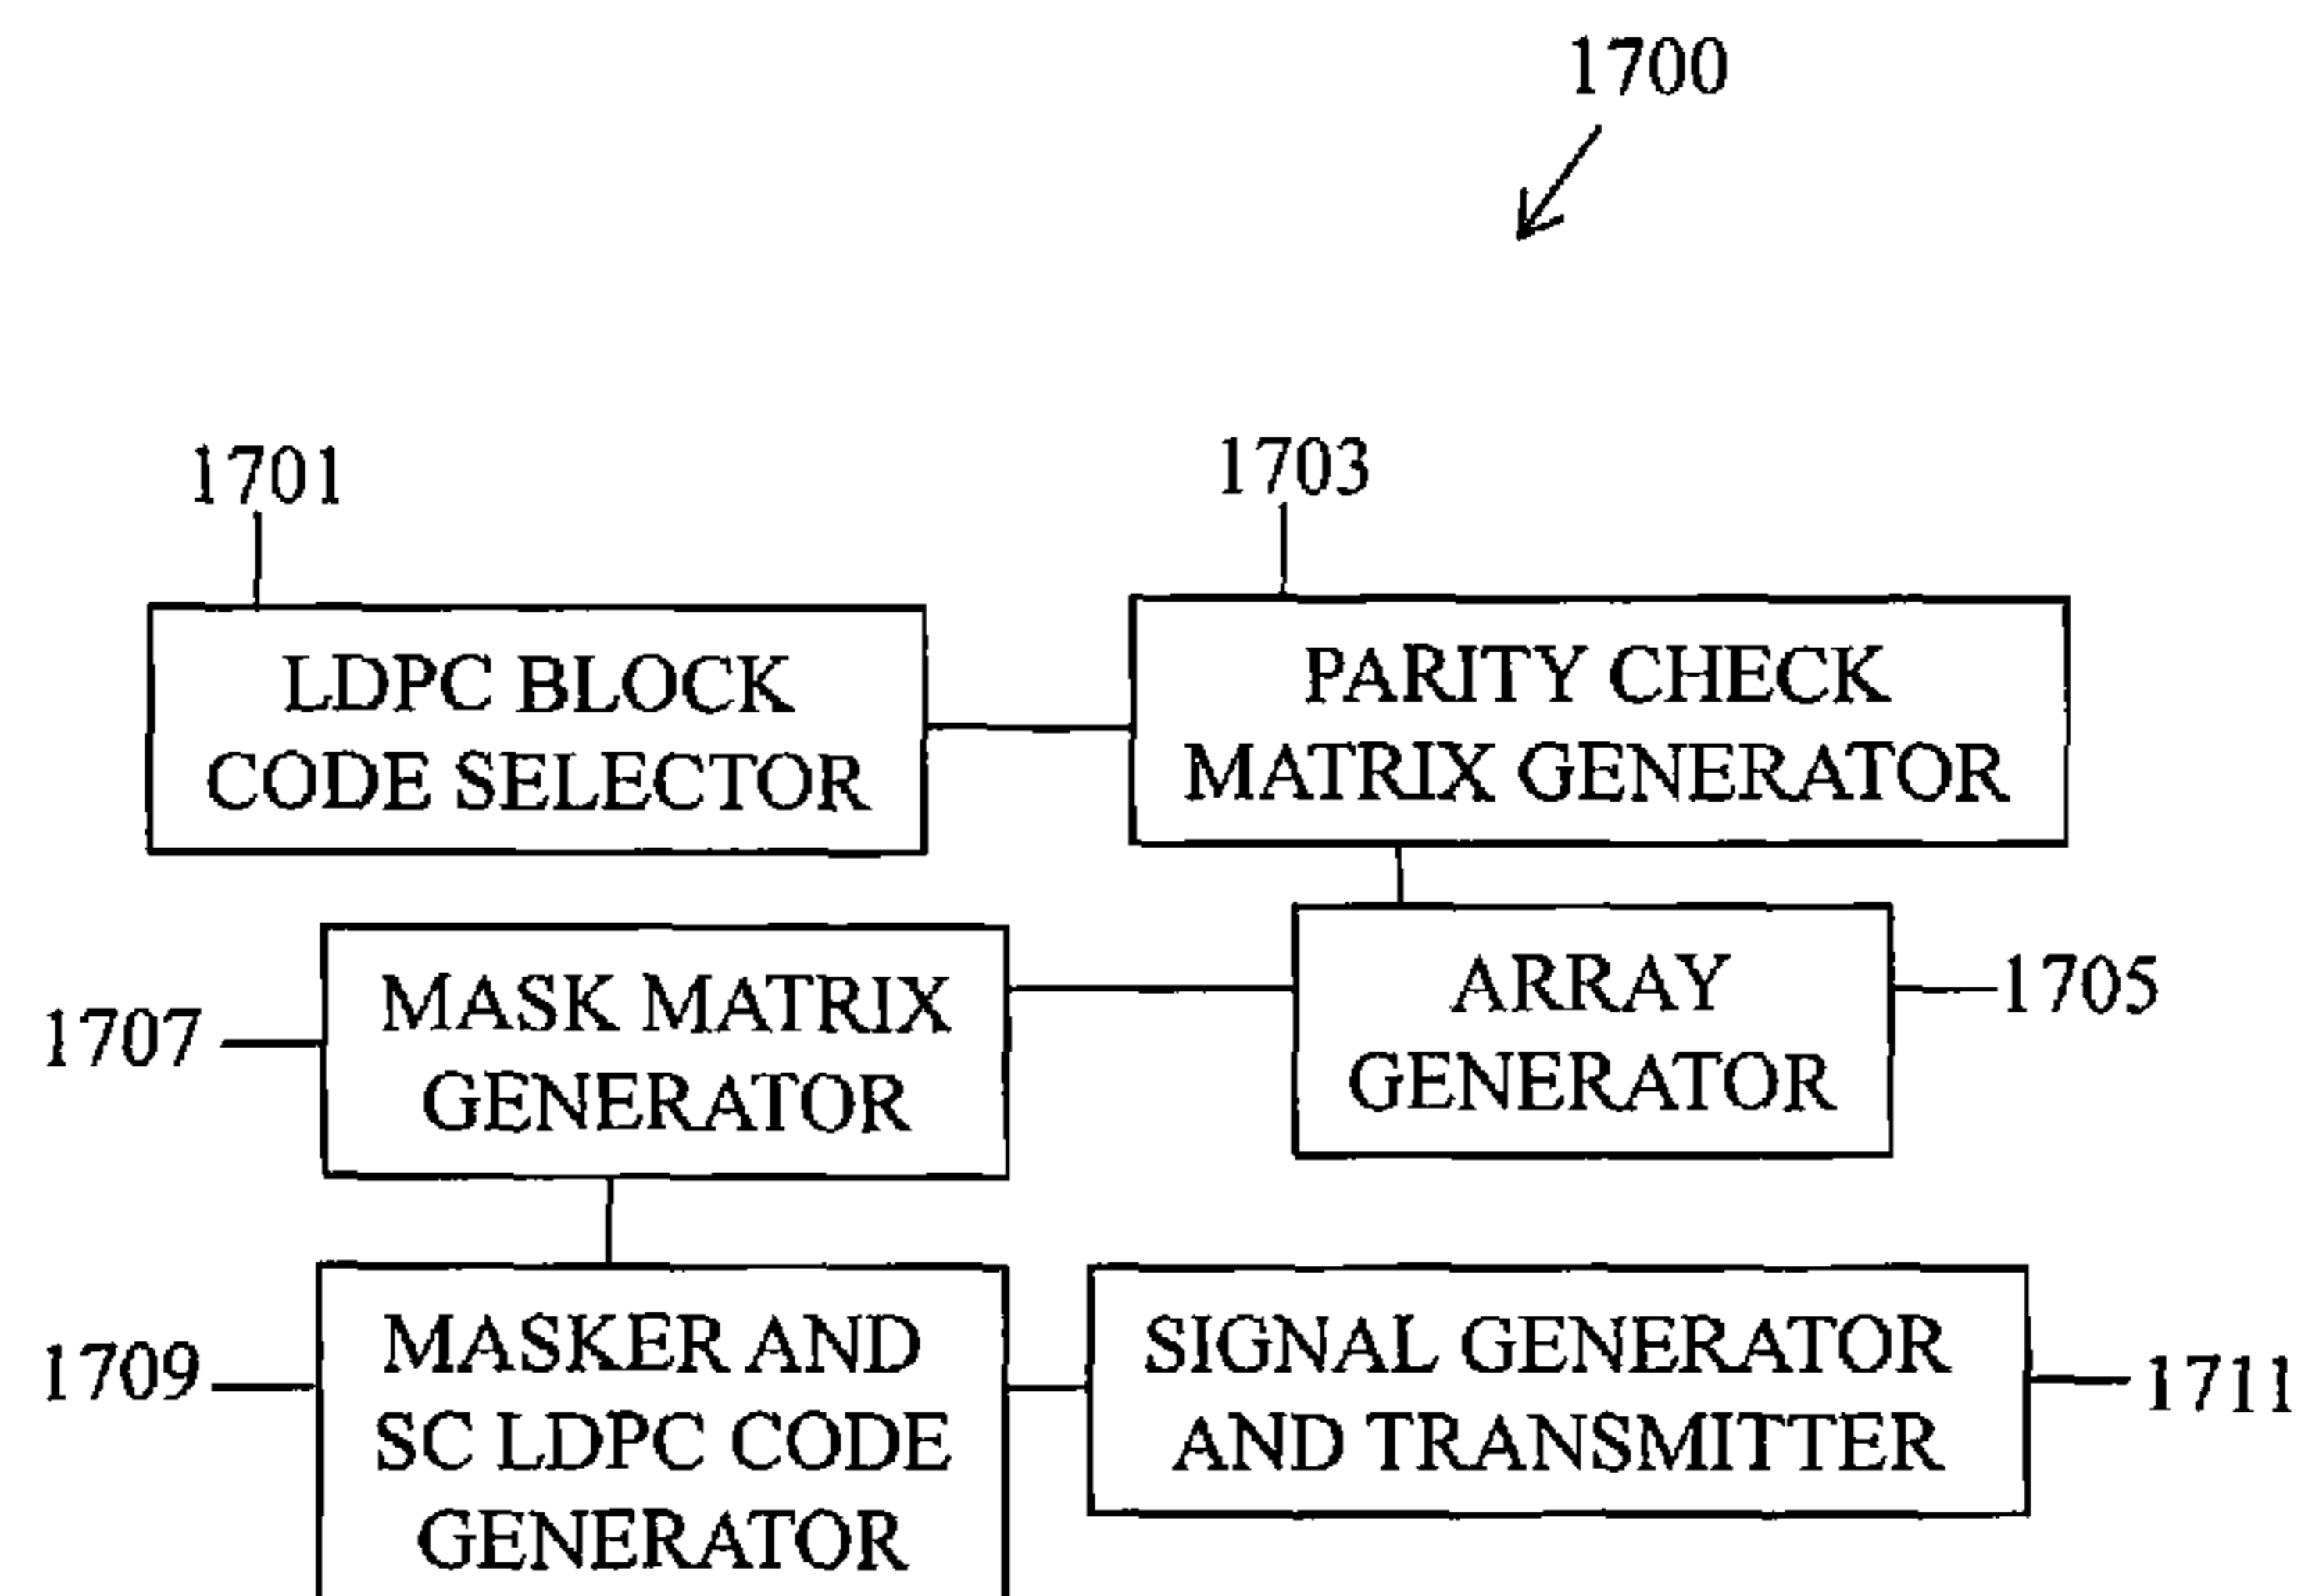 1700
1701
1703
LDPC BLOCK
CODE SELECTOR
PARITY CHECK
MATRIX GENERATOR
1707
MASK MATRIX
GENERATOR
ARRAY
GENERATOR
1705
1709
MASKER AND
SC LDPC CODE
GENERATOR
SIGNAL GENERATOR
AND TRANSMITTER
1711